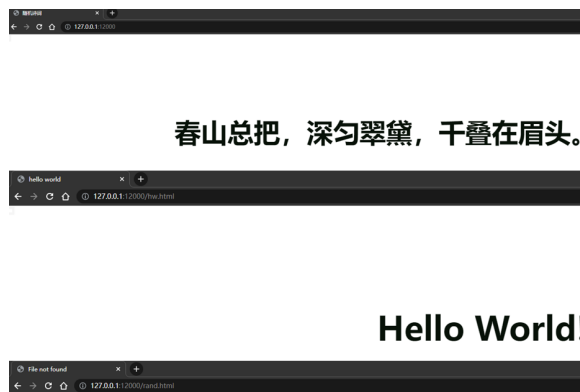 127.0.0.1:12000
春山总把，深匀翠黛，千叠在眉头。
hello world
127.0.0.1:12000/hw.html
Hello World!
File not found
127.0.0.1:12000/rand.html